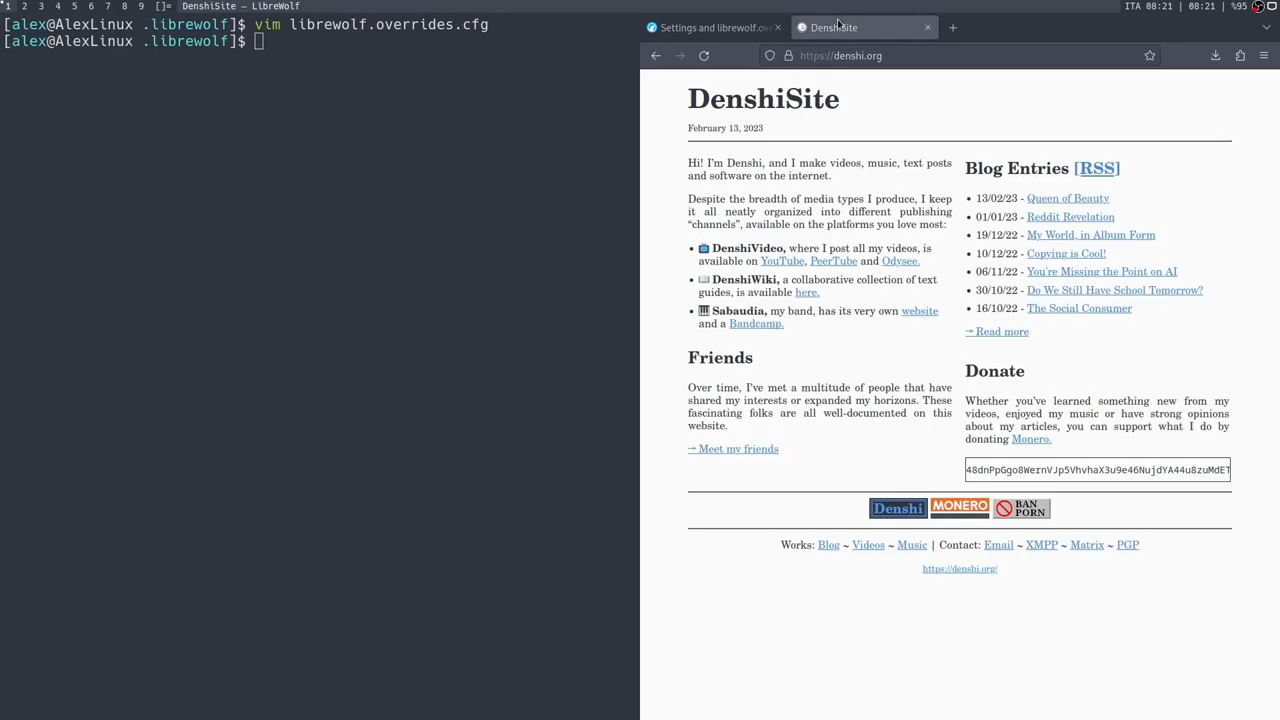 1 2 3 4 5 6 7 8 9 []= DenshiSite — LibreWolf ITA 08:21 | 08:21 | %95
[alex@AlexLinux .librewolf]$ vim librewolf.overrides.cfg
[alex@AlexLinux .librewolf]$
Settings and librewolf.ov
DenshiSite
https://denshi.org
DenshiSite
February 13, 2023
Hi! I'm Denshi, and I make videos, music, text posts
and software on the internet.
Despite the breadth of media types I produce, I keep
it all neatly organized into different publishing
“channels”, available on the platforms you love most:
• 📺 DenshiVideo, where I post all my videos, is
available on YouTube, PeerTube and Odysee.
• 📖 DenshiWiki, a collaborative collection of text
guides, is available here.
• 🎹 Sabaudia, my band, has its very own website
and a Bandcamp.
Friends
Over time, I've met a multitude of people that have
shared my interests or expanded my horizons. These
fascinating folks are all well-documented on this
website.
→ Meet my friends
Blog Entries [RSS]
• 13/02/23 - Queen of Beauty
• 01/01/23 - Reddit Revelation
• 19/12/22 - My World, in Album Form
• 10/12/22 - Copying is Cool!
• 06/11/22 - You're Missing the Point on AI
• 30/10/22 - Do We Still Have School Tomorrow?
• 16/10/22 - The Social Consumer
→ Read more
Donate
Whether you've learned something new from my
videos, enjoyed my music or have strong opinions
about my articles, you can support what I do by
donating Monero.
48dnPpGgo8WernVJp5VhvhaX3u9e46NujdYA44u8zuMdET
Denshi MONERO BAN
PORN
Works: Blog ~ Videos ~ Music | Contact: Email ~ XMPP ~ Matrix ~ PGP
https://denshi.org/